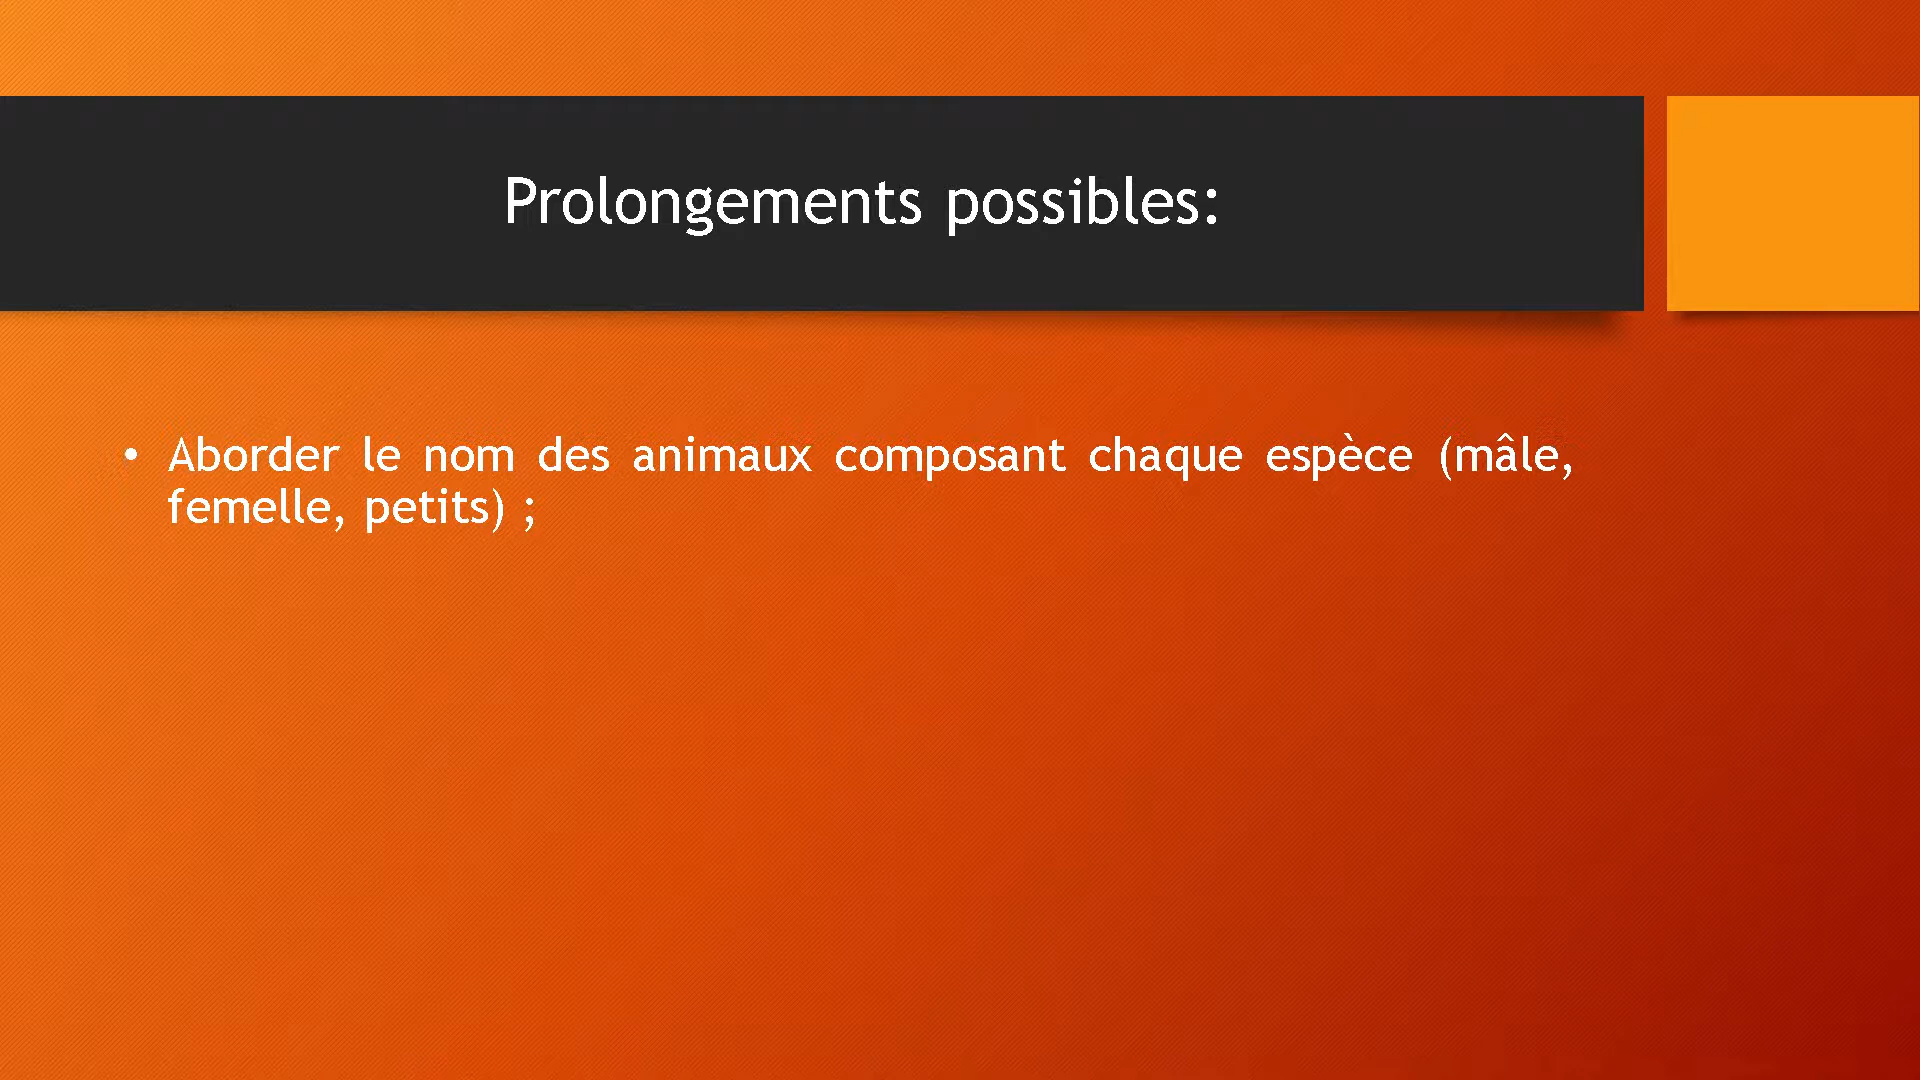 Prolongements possibles:
• Aborder le nom des animaux composant chaque espèce (mâle,
femelle, petits) ;